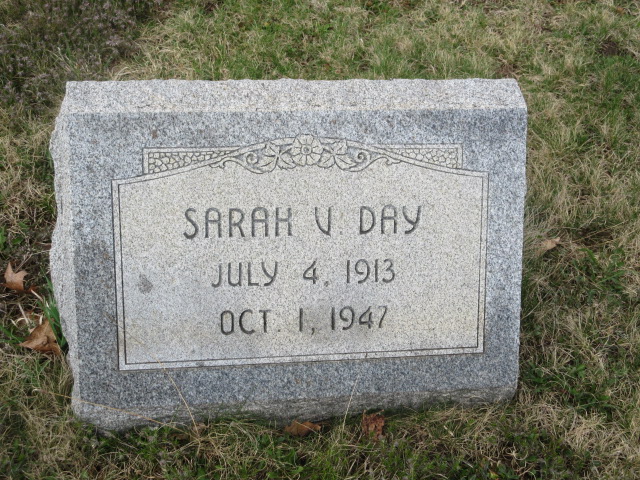 SARAH V DAY
JULY 4, 1913
OCT. 1, 1947